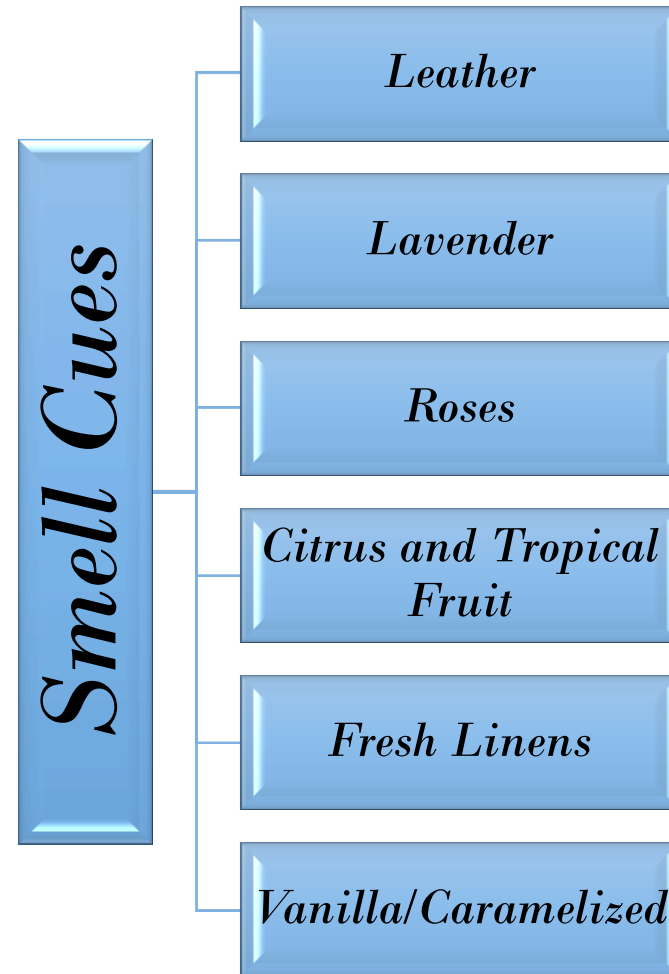 Smell Cues
Leather
Lavender
Roses
Citrus and Tropical
Fruit
Fresh Linens
Vanilla/Caramelized